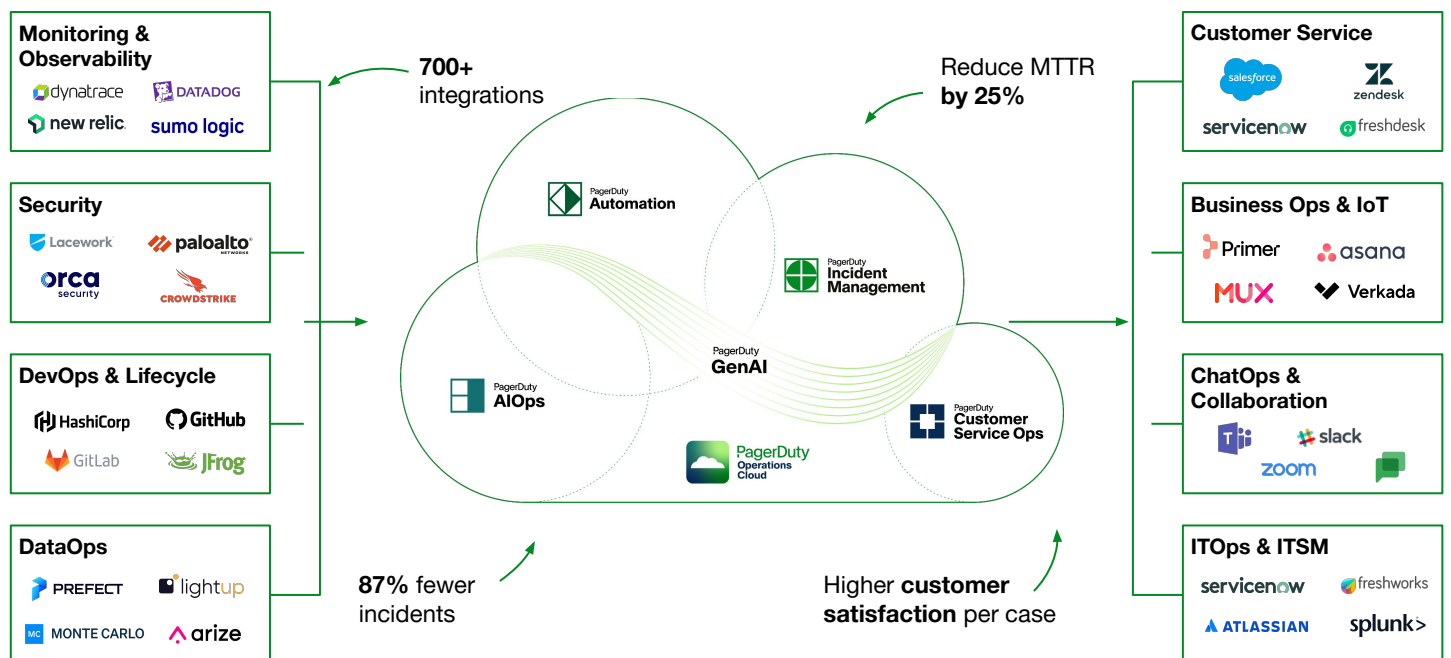 Monitoring &
Observability
dynatrace
DATADOG
new relic.
sumo logic
Security
Lacework
paloalto
NETWORKS
orca
security
CROWDSTRIKE
DevOps & Lifecycle
HashiCorp
GitHub
GitLab
JFrog
DataOps
PREFECT
lightup
MC MONTE CARLO
arize
700+
integrations
Reduce MTTR
by 25%
PagerDuty
Automation
PagerDuty
Incident
Management
PagerDuty
GenAI
PagerDuty
AIOps
PagerDuty
Customer
Service Ops
PagerDuty
Operations
Cloud
87% fewer
incidents
Higher customer
satisfaction per case
Customer Service
salesforce
zendesk
servicenow
freshdesk
Business Ops & IoT
Primer
asana
MUX
Verkada
ChatOps &
Collaboration
T
slack
zoom
ITOps & ITSM
servicenow
freshworks
ATLASSIAN
splunk>